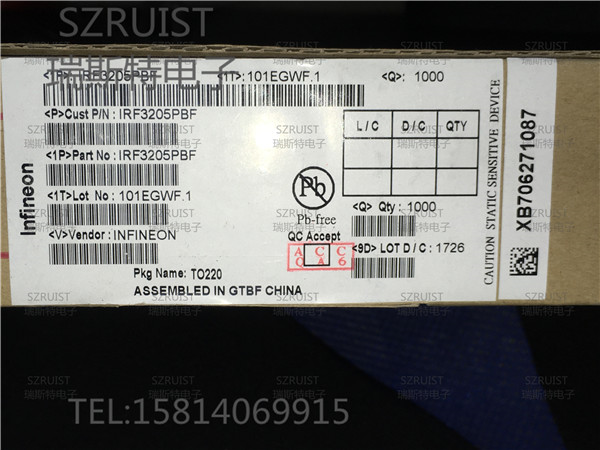 SZRUIST
瑞斯特电子
<1P>: IRF3205PBF <1T>:101EGWF.1 <Q>: 1000
<P>Cust P/N : IRF3205PBF
<1P>Part No : IRF3205PBF
<1T>Lot No : 101EGWF.1
<V>Vendor : INFINEON
Infineon
L / C D / C QTY
Pb
Pb-free
<Q> Qty : 1000
QC Accept
A C C
Q A 6
<9D> LOT D / C : 1726
Pkg Name: TO220
ASSEMBLED IN GTBF CHINA
CAUTION STATIC SENSITIVE DEVICE
XB706271087
SZRUIST
瑞斯特电子
TEL:15814069915